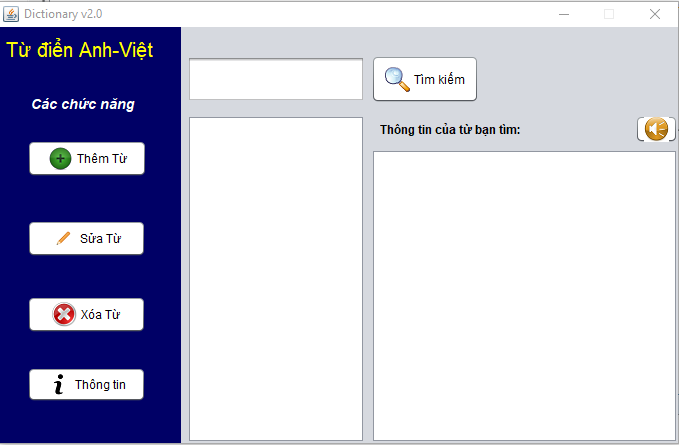 Dictionary v2.0
Từ điển Anh-Việt
Các chức năng
Thêm Từ
Sửa Từ
Xóa Từ
Thông tin
Tìm kiếm
Thông tin của từ bạn tìm: